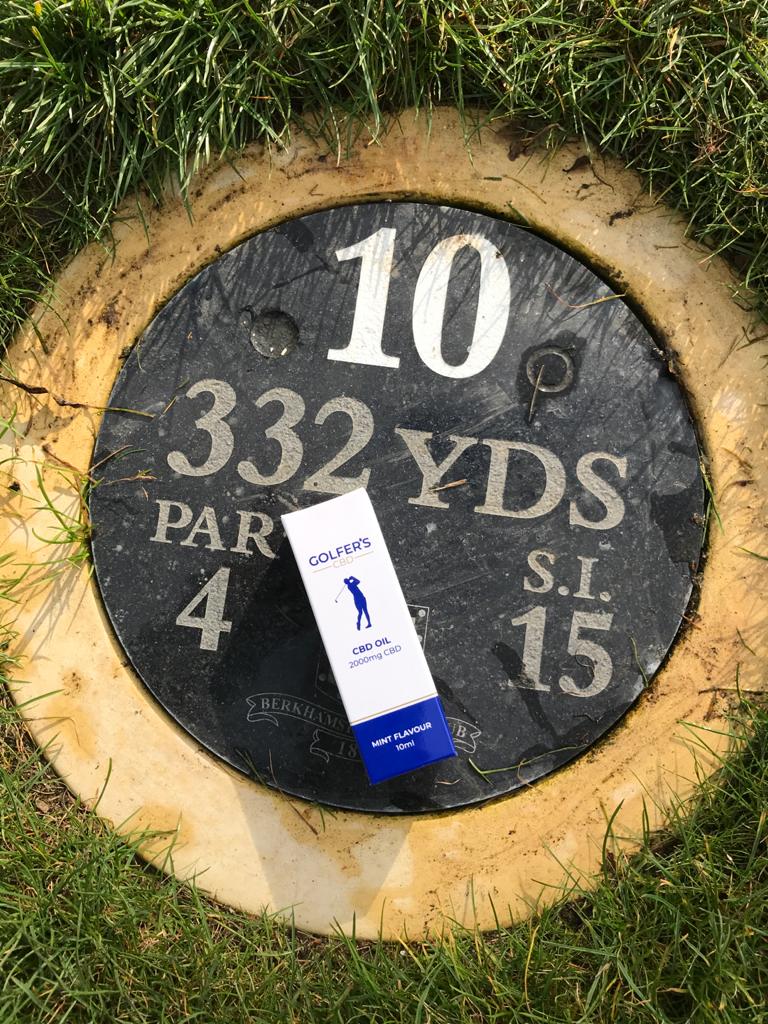 10
332 YDS
PAR
4
S.I.
15
GOLFER'S
CBD
CBD OIL
2000mg CBD
MINT FLAVOUR
10ml